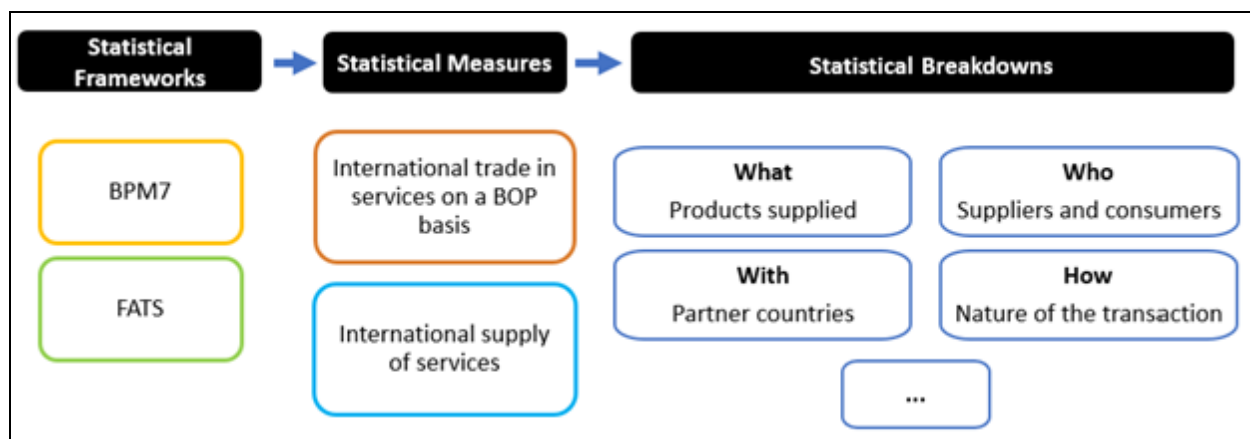 Statistical
Frameworks
Statistical Measures
Statistical Breakdowns
BPM7
FATS
International trade in
services on a BOP
basis
International supply
of services
What
Products supplied
Who
Suppliers and consumers
With
Partner countries
How
Nature of the transaction
...